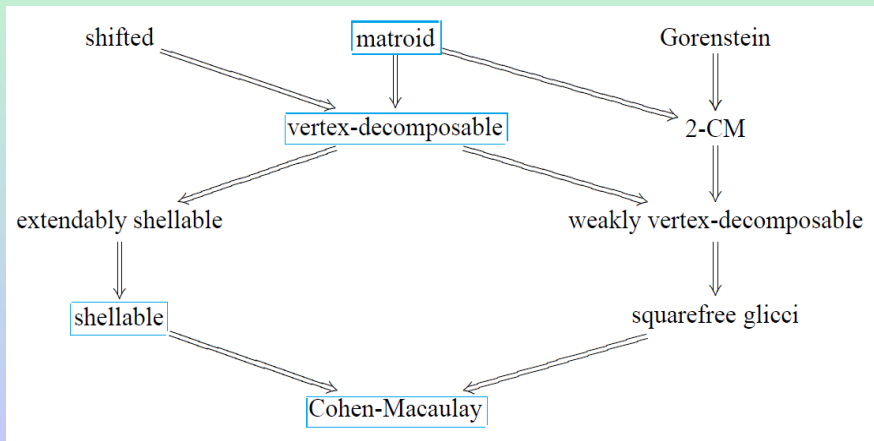 shifted
matroid
Gorenstein
vertex-decomposable
2-CM
extendably shellable
weakly vertex-decomposable
shellable
squarefree glicci
Cohen-Macaulay